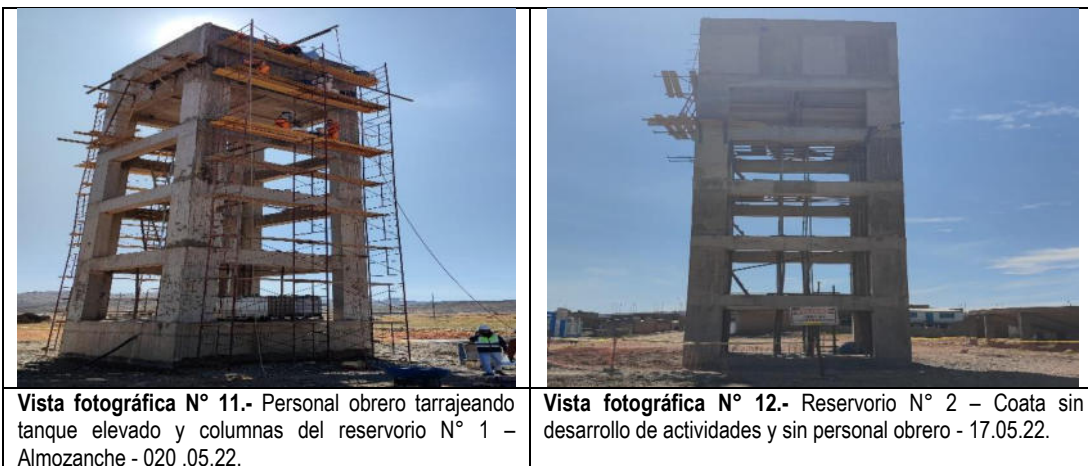 Vista fotográfica N° 11.- Personal obrero tarrajeando
tanque elevado y columnas del reservorio N° 1 –
Almozanche - 020 .05.22.
Vista fotográfica N° 12.- Reservorio N° 2 – Coata sin
desarrollo de actividades y sin personal obrero - 17.05.22.